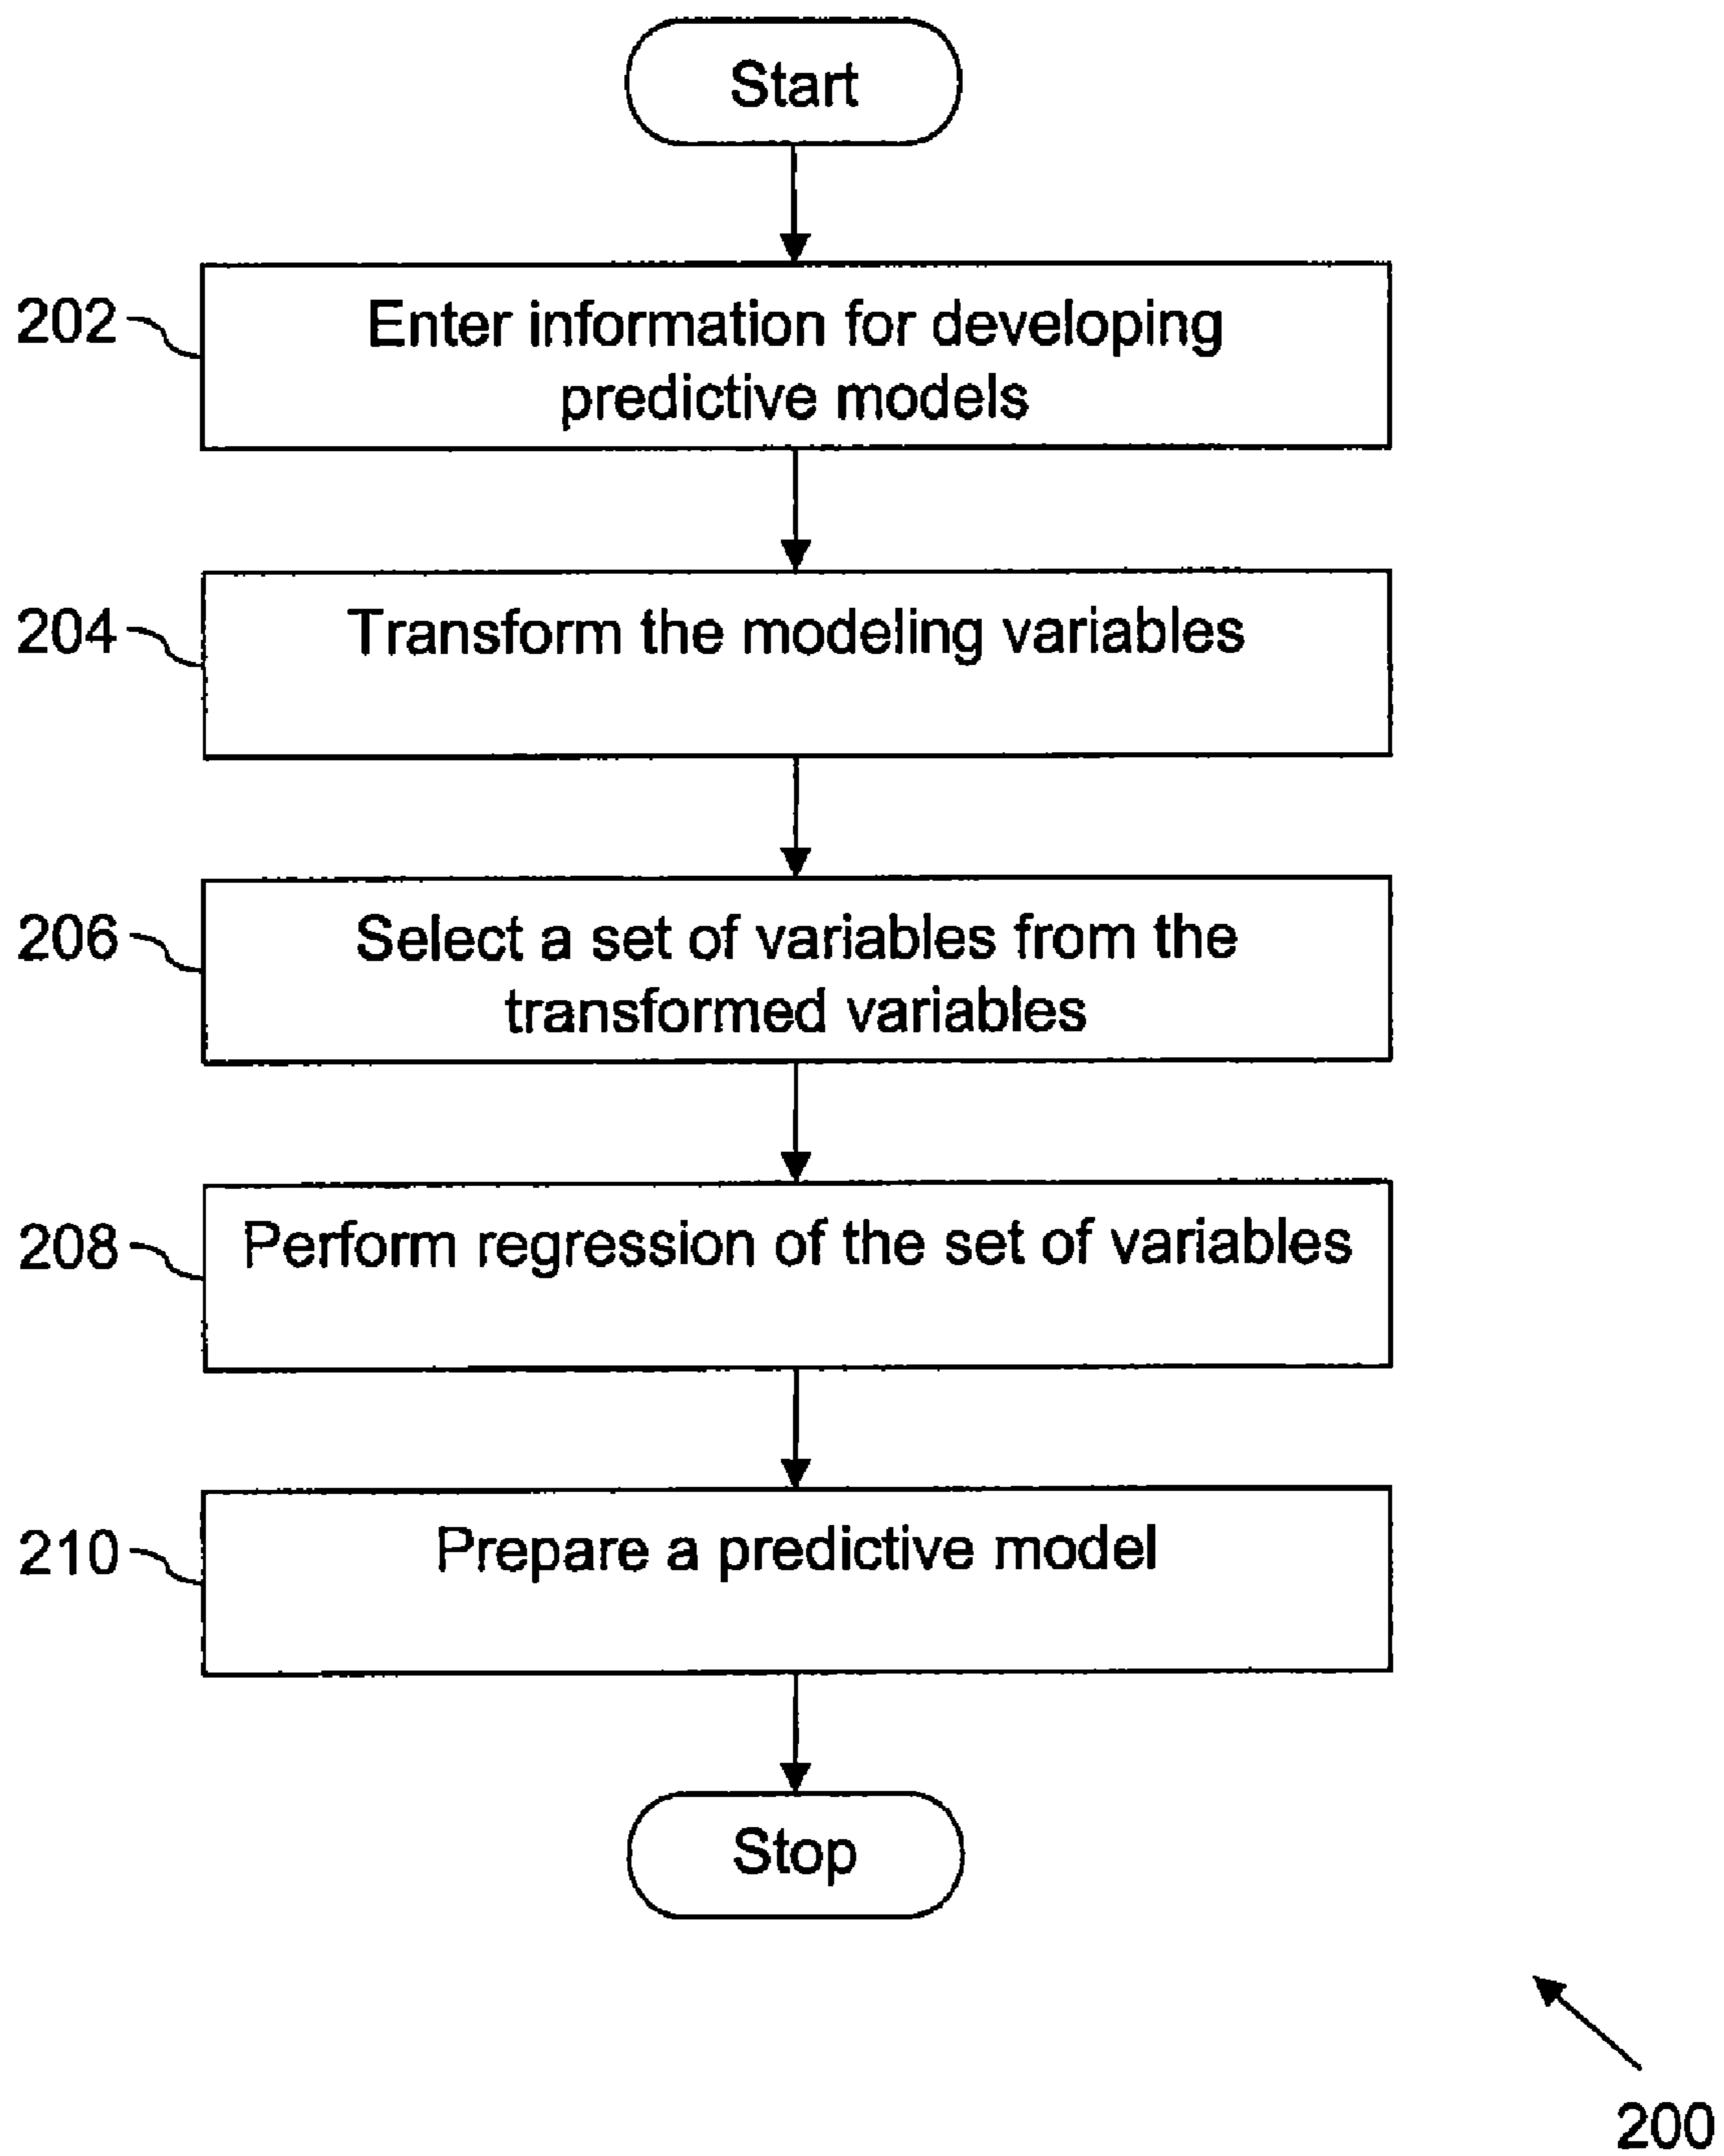 Start
202
Enter information for developing
predictive models
204
Transform the modeling variables
206
Select a set of variables from the
transformed variables
208
Perform regression of the set of variables
210
Prepare a predictive model
Stop
200